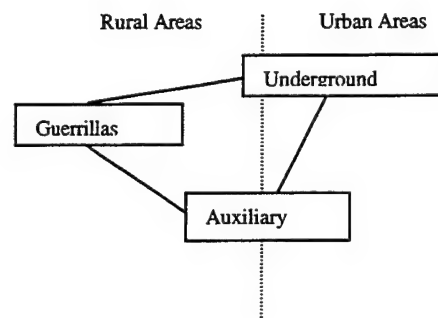 Rural Areas Urban Areas
Underground
Guerrillas
Auxiliary